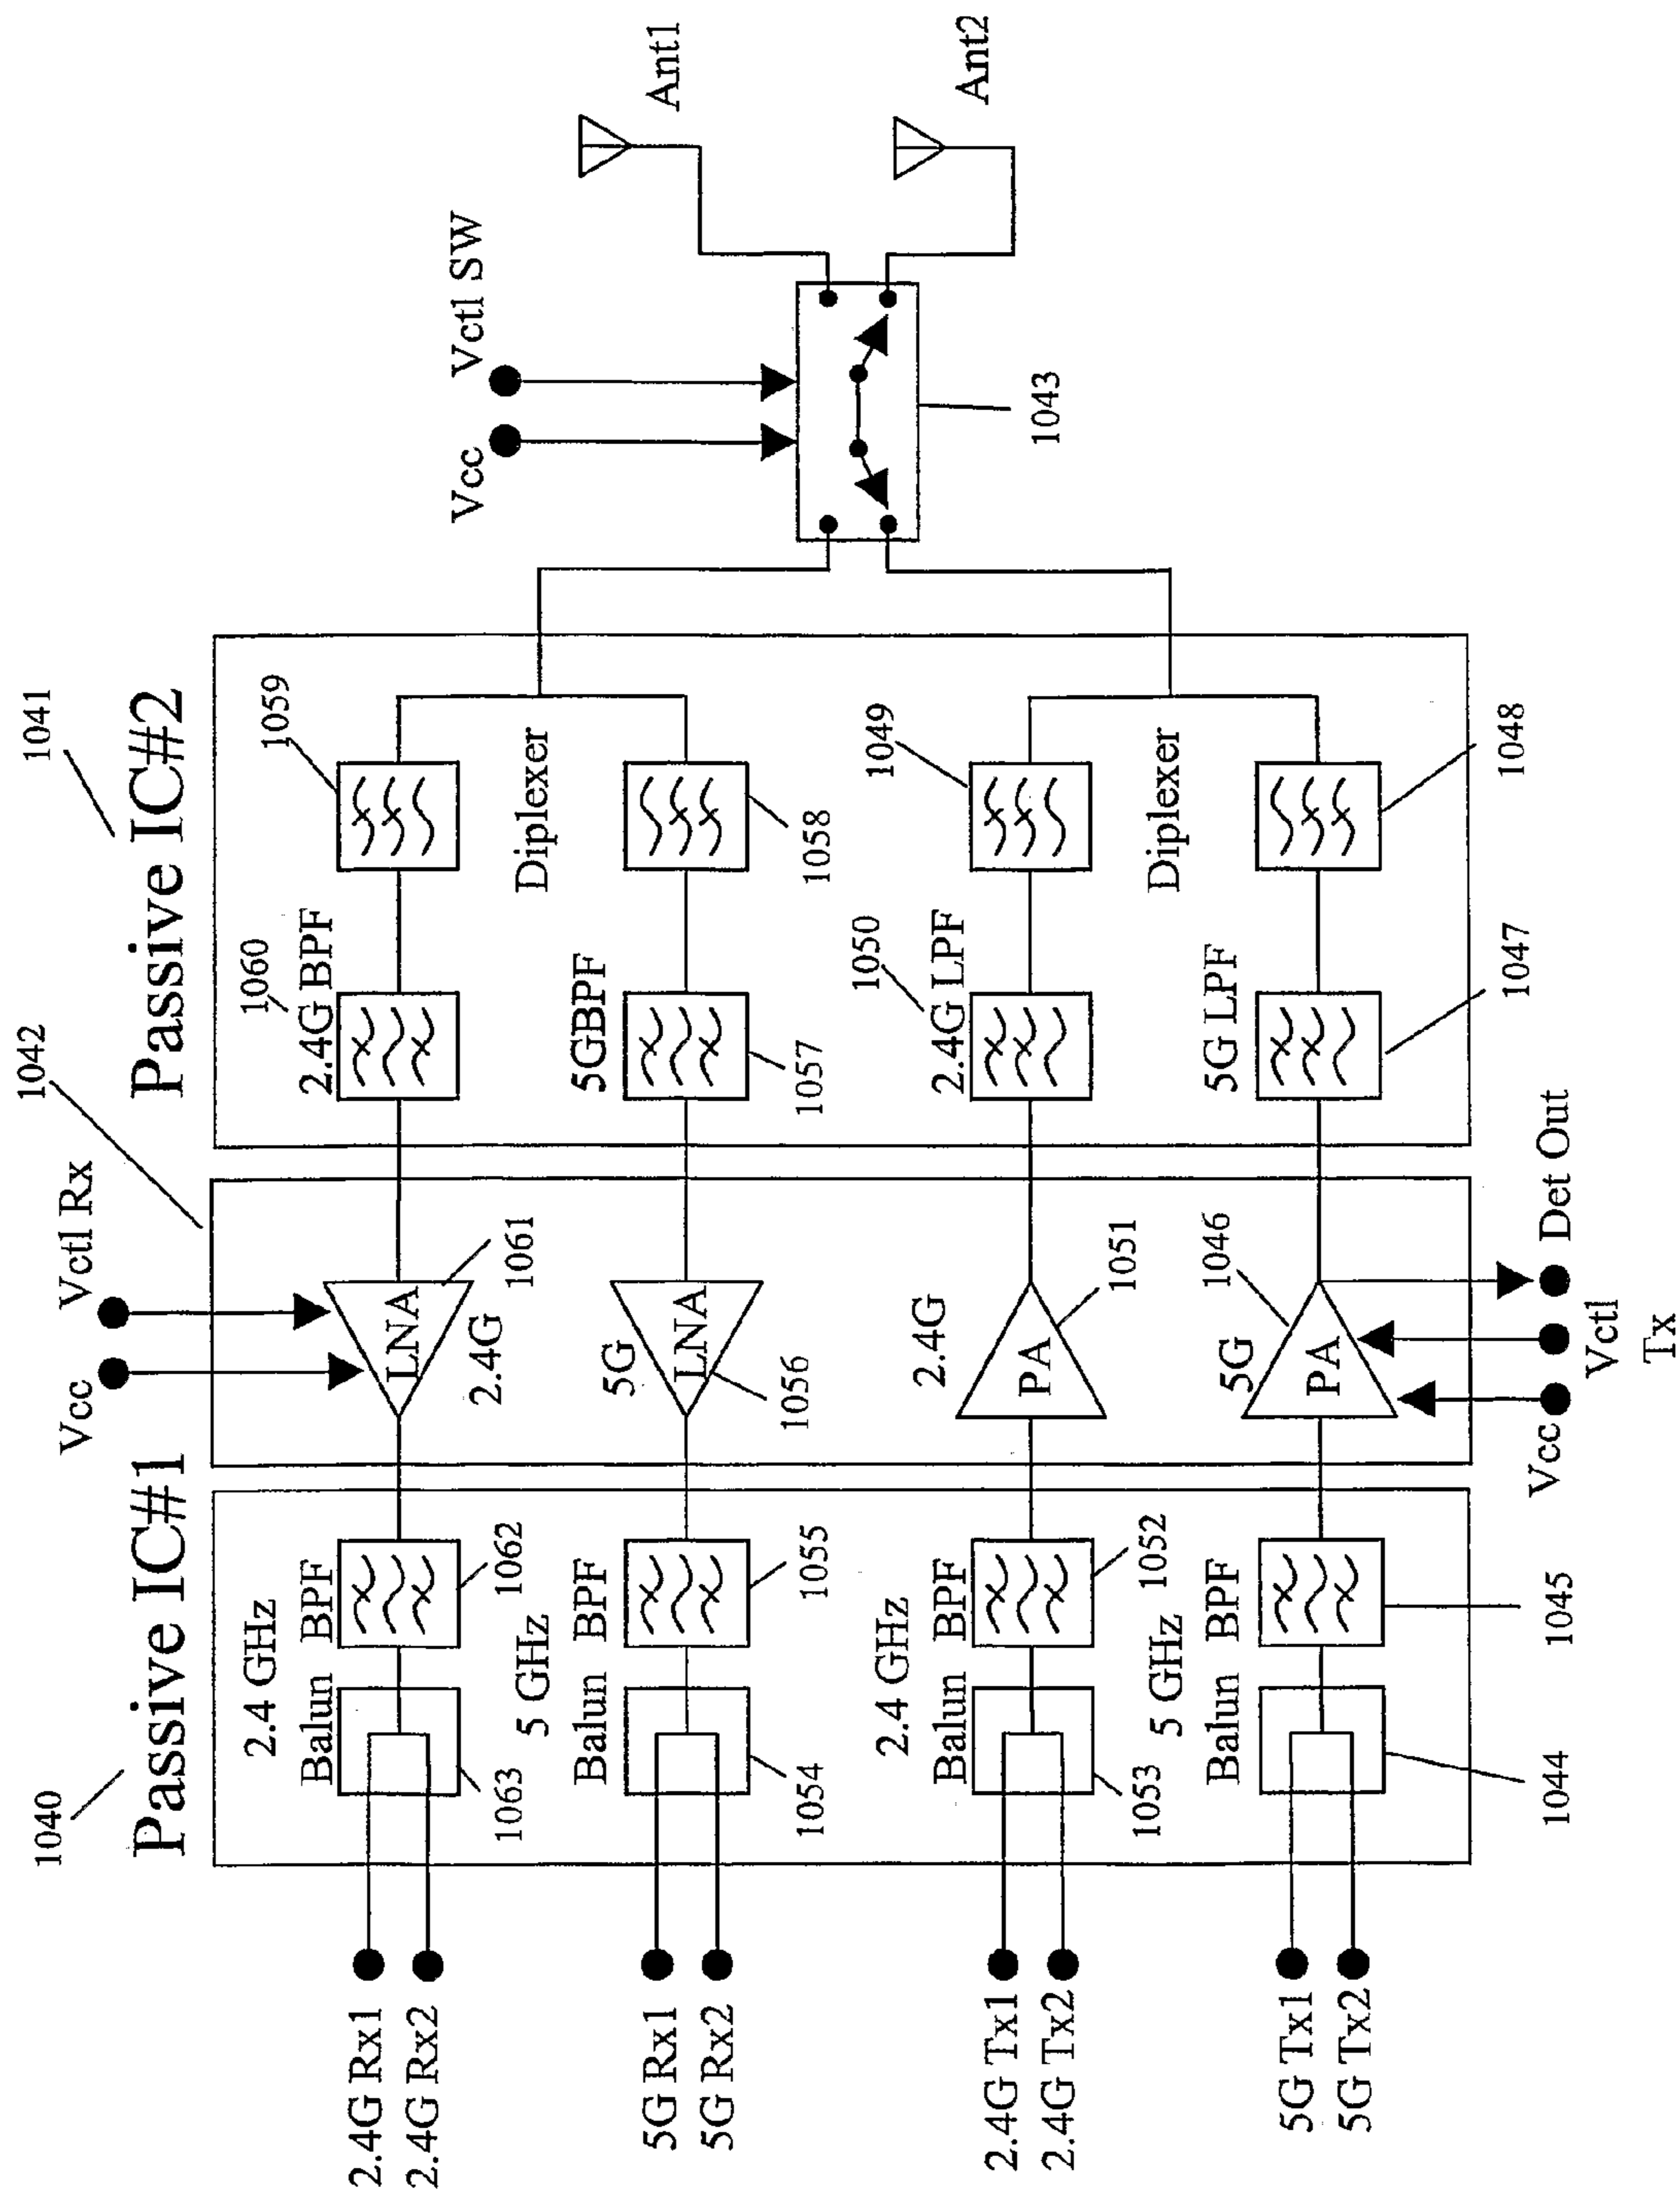 1040
Passive IC#1
1042
1041
Passive IC#2
Vcc
Vctl Rx
Vcc
Vctl SW
2.4 GHz
Balun
BPF
1063
1062
LNA
2.4G
1061
1060
2.4G BPF
1059
Diplexer
2.4G Rx1
2.4G Rx2
5 GHz
Balun
BPF
1054
1055
5G
LNA
1056
5GBPF
1057
1058
5G Rx1
5G Rx2
1043
Ant1
Ant2
2.4 GHz
Balun
BPF
1053
1052
2.4G
PA
1051
1050
2.4G LPF
1049
Diplexer
2.4G Tx1
2.4G Tx2
5 GHz
Balun
BPF
1044
1045
5G
PA
1046
5G LPF
1047
1048
5G Tx1
5G Tx2
Vcc
Vctl
Tx
Det Out